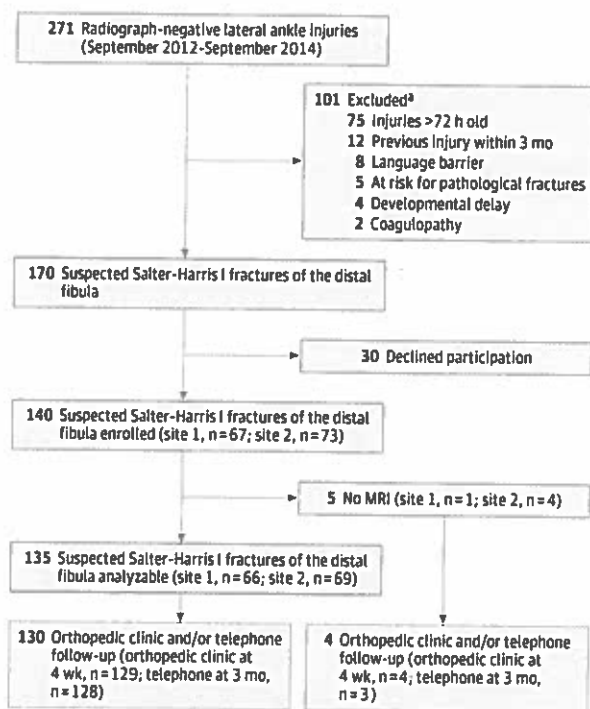 271 Radiograph-negative lateral ankle injuries
(September 2012-September 2014)
101 Excludedª
75 Injuries >72 h old
12 Previous injury within 3 mo
8 Language barrier
5 At risk for pathological fractures
4 Developmental delay
2 Coagulopathy
170 Suspected Salter-Harris I fractures of the distal
fibula
30 Declined participation
140 Suspected Salter-Harris I fractures of the distal
fibula enrolled (site 1, n=67; site 2, n=73)
5 No MRI (site 1, n=1; site 2, n=4)
135 Suspected Salter-Harris I fractures of the distal
fibula analyzable (site 1, n=66; site 2, n=69)
130 Orthopedic clinic and/or telephone
follow-up (orthopedic clinic at
4 wk, n=129; telephone at 3 mo,
n=128)
4 Orthopedic clinic and/or telephone
follow-up (orthopedic clinic at
4 wk, n=4; telephone at 3 mo,
n=3)